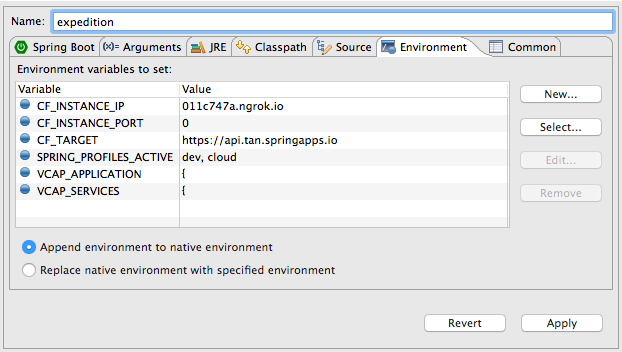 Name: expedition
Spring Boot (x)= Arguments JRE Classpath Source Environment Common
Environment variables to set:
Variable Value
CF_INSTANCE_IP 011c747a.ngrok.io
CF_INSTANCE_PORT 0
CF_TARGET https://api.tan.springapps.io
SPRING_PROFILES_ACTIVE dev, cloud
VCAP_APPLICATION {
VCAP_SERVICES {
New...
Select...
Edit...
Remove
Append environment to native environment
Replace native environment with specified environment
Revert Apply